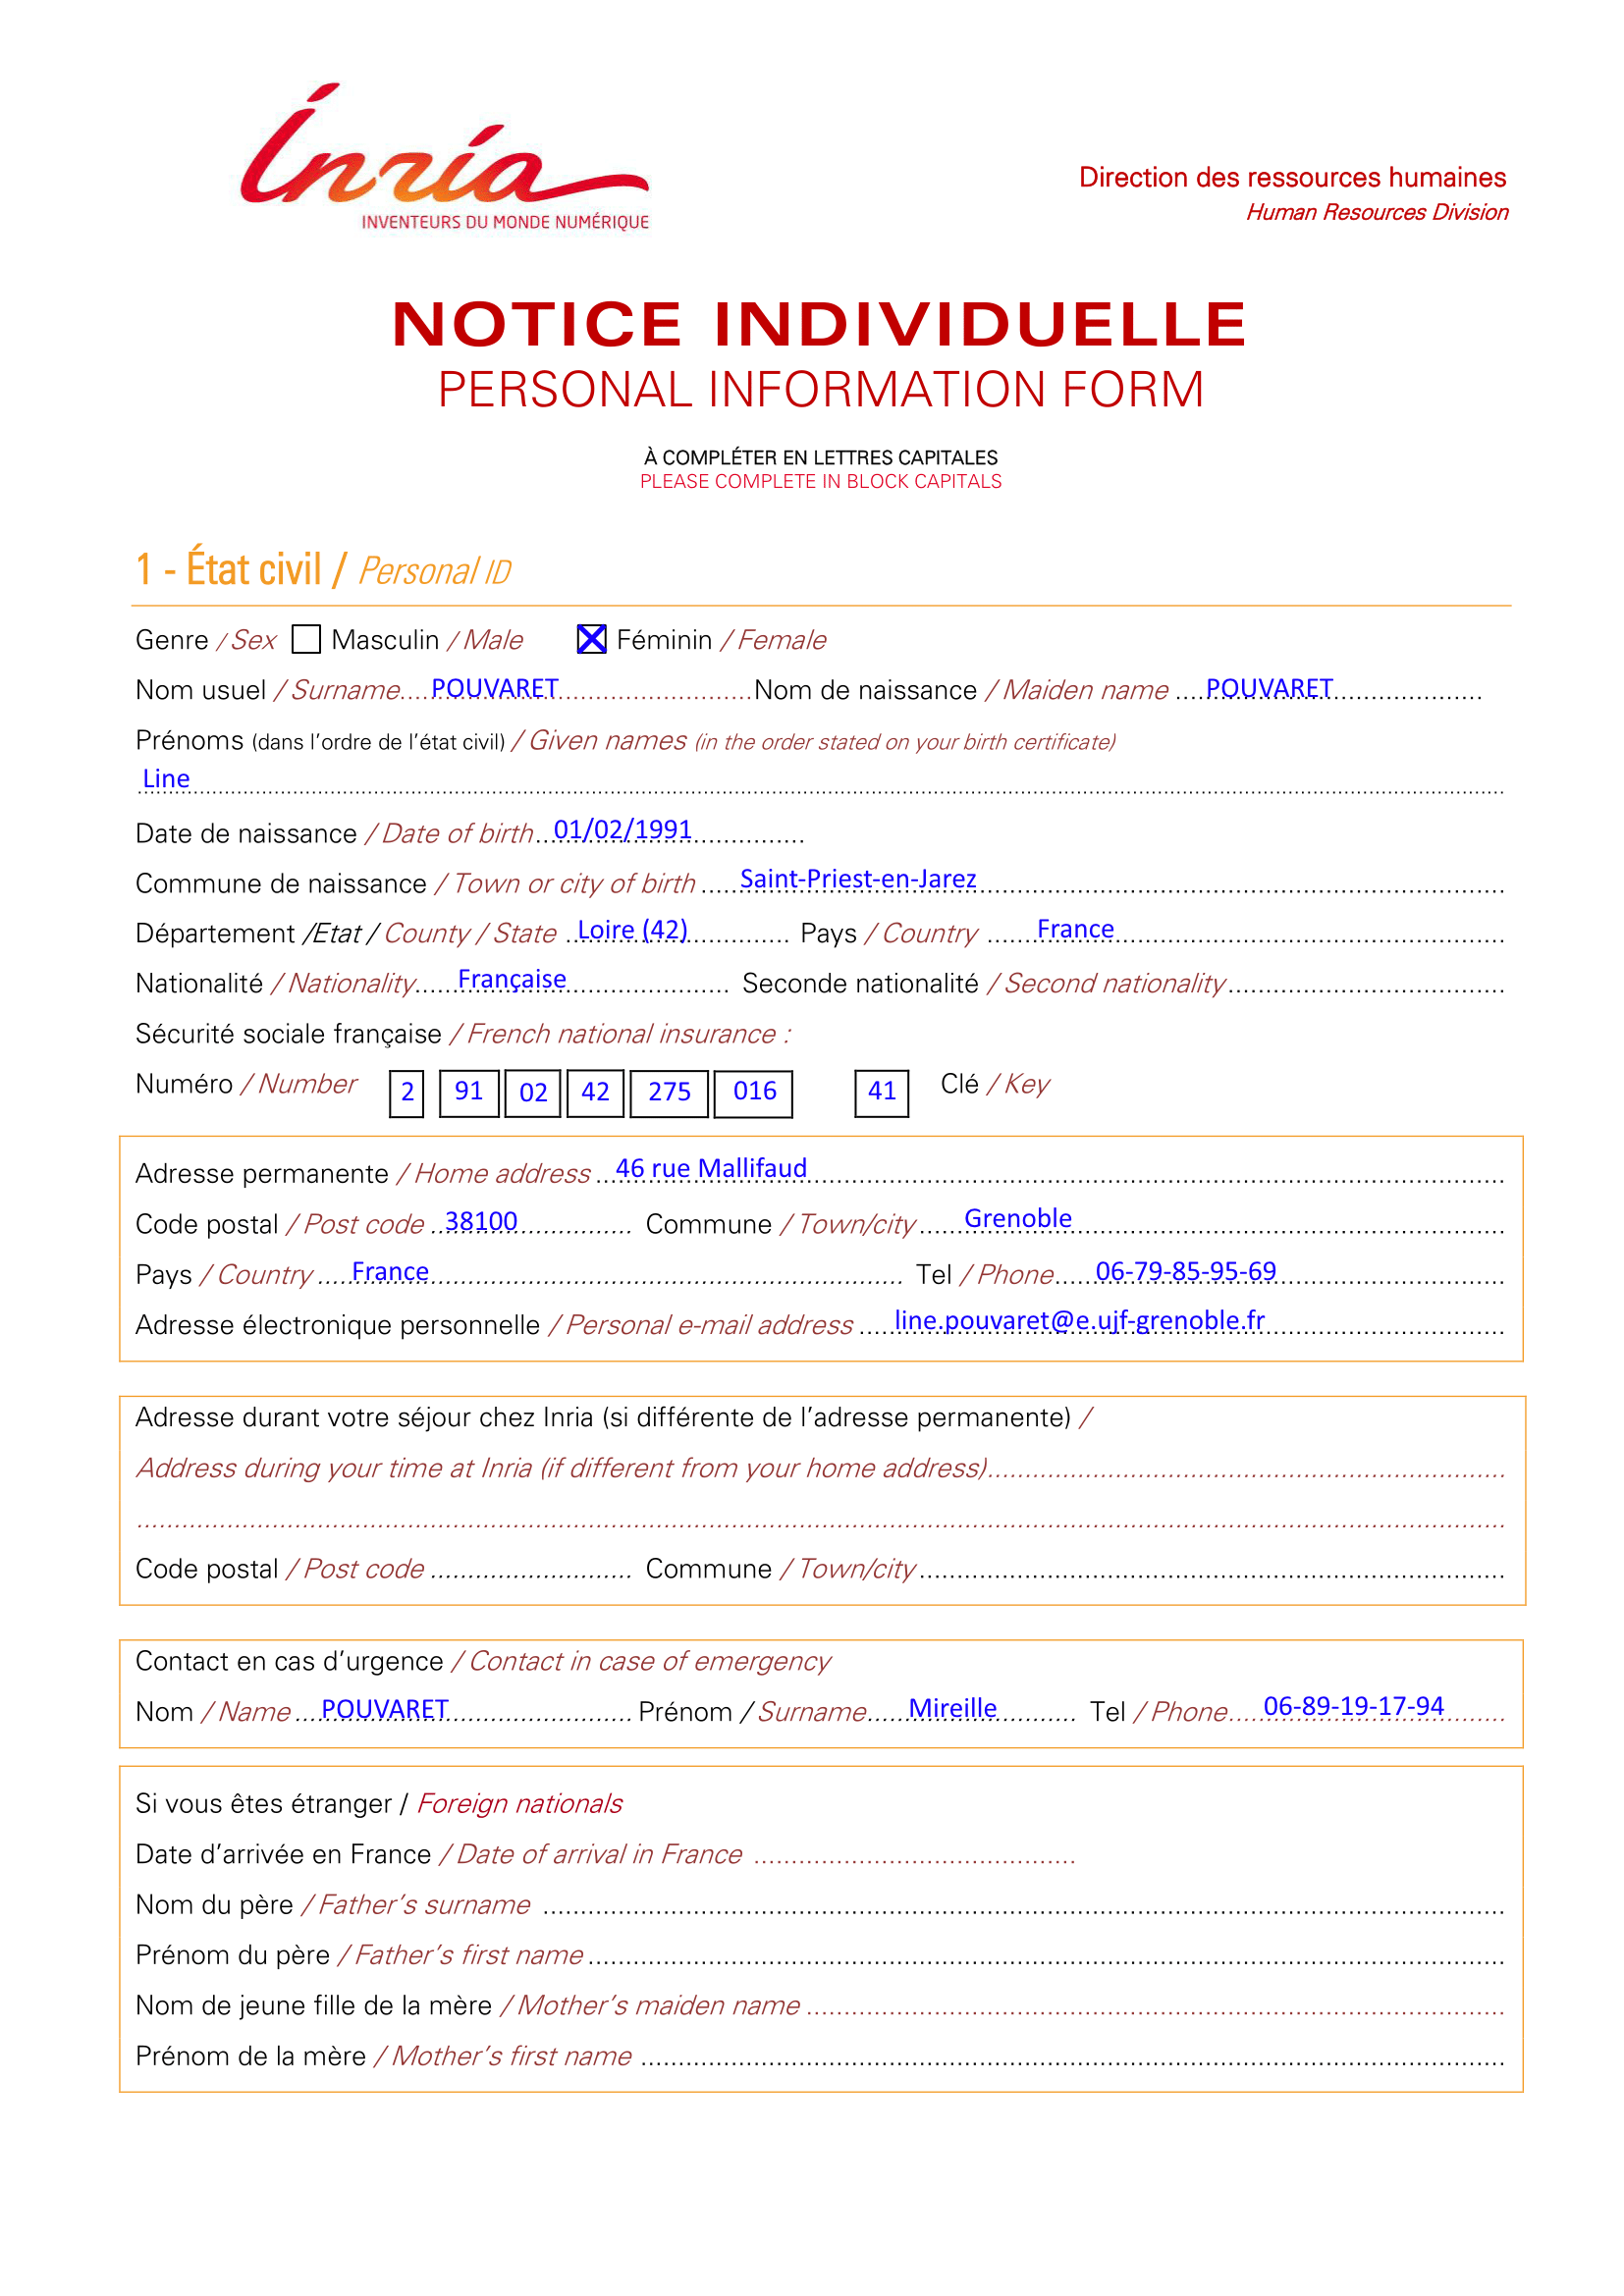 Inria
INVENTEURS DU MONDE NUMÉRIQUE
Direction des ressources humaines
Human Resources Division
NOTICE INDIVIDUELLE
PERSONAL INFORMATION FORM
À COMPLÉTER EN LETTRES CAPITALES
PLEASE COMPLETE IN BLOCK CAPITALS
1 - État civil / Personal ID
Genre / Sex Masculin / Male Féminin / Female
Nom usuel / Surname POUVARET Nom de naissance / Maiden name POUVARET
Prénoms (dans l'ordre de l'état civil) / Given names (in the order stated on your birth certificate)
Line
Date de naissance / Date of birth 01/02/1991
Commune de naissance / Town or city of birth Saint-Priest-en-Jarez
Département /Etat / County / State Loire (42) Pays / Country France
Nationalité / Nationality Française Seconde nationalité / Second nationality
Sécurité sociale française / French national insurance :
Numéro / Number 2 91 02 42 275 016 41 Clé / Key
Adresse permanente / Home address 46 rue Mallifaud
Code postal / Post code 38100 Commune / Town/city Grenoble
Pays / Country France Tel / Phone 06-79-85-95-69
Adresse électronique personnelle / Personal e-mail address line.pouvaret@e.ujf-grenoble.fr
Adresse durant votre séjour chez Inria (si différente de l'adresse permanente) /
Address during your time at Inria (if different from your home address)
Code postal / Post code Commune / Town/city
Contact en cas d'urgence / Contact in case of emergency
Nom / Name POUVARET Prénom / Surname Mireille Tel / Phone 06-89-19-17-94
Si vous êtes étranger / Foreign nationals
Date d'arrivée en France / Date of arrival in France
Nom du père / Father's surname
Prénom du père / Father's first name
Nom de jeune fille de la mère / Mother's maiden name
Prénom de la mère / Mother's first name